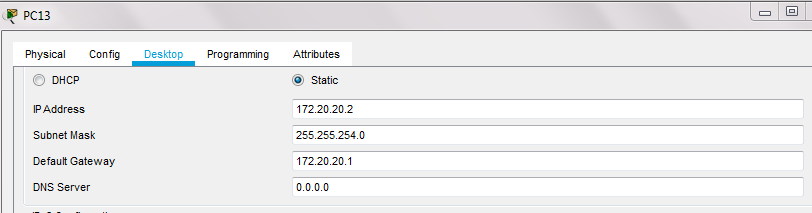 PC13
Physical Config Desktop Programming Attributes
DHCP Static
IP Address 172.20.20.2
Subnet Mask 255.255.254.0
Default Gateway 172.20.20.1
DNS Server 0.0.0.0